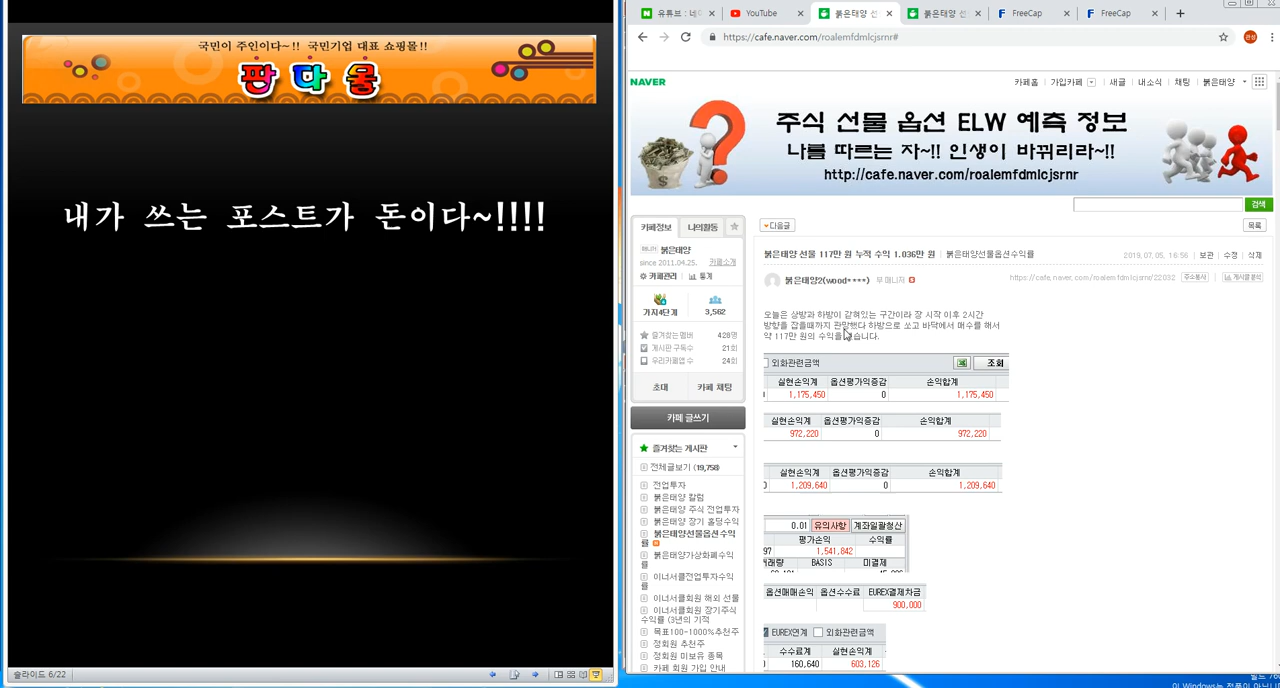 국민이 주인이다~!! 국민기업 대표 쇼핑몰!!
판다몰
내가 쓰는 포스트가 돈이다~!!!!
슬라이드 6/22
유튜브 : 네이
YouTube
붉은태양 선
붉은태양 선
FreeCap
FreeCap
https://cafe.naver.com/roalemfdmlcjsrnr#
NAVER
카페홈 가입카페 새글 내소식 채팅 붉은태양
주식 선물 옵션 ELW 예측 정보
나를 따르는 자~!! 인생이 바뀌리라~!!
http://cafe.naver.com/roalemfdmlcjsrnr
검색
카페정보 나의활동
매니저 붉은태양
since 2011.04.25. 카페소개
카페관리 통계
가지4단계 3,562
즐겨찾는 멤버 428명
게시판 구독수 21회
우리카페앱 수 24회
초대 카페 채팅
카페 글쓰기
즐겨찾는 게시판
전체글보기 (19,758)
전업투자
붉은태양 칼럼
붉은태양 주식 전업투자
붉은태양 장기 홀딩수익
붉은태양선물옵션수익
률
붉은태양가상화폐수익
률
이너서클전업투자수익
률
이너서클회원 해외 선물
이너서클회원 장기주식
수익률 (3년의 기적
목표100-1000%추천주
정회원 추천주
정회원 미보유 종목
카페 회원 가입 안내
다음글 목록
붉은태양 선물 117만 원 누적 수익 1.036만 원 | 붉은태양선물옵션수익률
2019.07.05. 16:56 보관 수정 삭제
붉은태양2(wood****) 부매니저
https://cafe.naver.com/roalemfdmlcjsrnr/22032 주소복사 게시글 분석
오늘은 상방과 하방이 갇혀있는 구간이라 장 시작 이후 2시간
방향을 잡을때까지 관망했다 하방으로 쏘고 바닥에서 매수를 해서
약 117만 원의 수익을 습니다.
외화관련금액 조회
실현손익계 옵션평가익증감 손익합계
1,175,450 0 1,175,450
실현손익계 옵션평가익증감 손익합계
972,220 0 972,220
실현손익계 옵션평가익증감 손익합계
1,209,640 0 1,209,640
0.01 유의사항 계좌일괄청산
평가손익 수익률
97 1,541,842
BASIS 미결제
옵션매매손익 옵션수수료 EUREX결제차금
900,000
EUREX연계 외화관련금액
수수료계 실현손익계
160,640 603,126